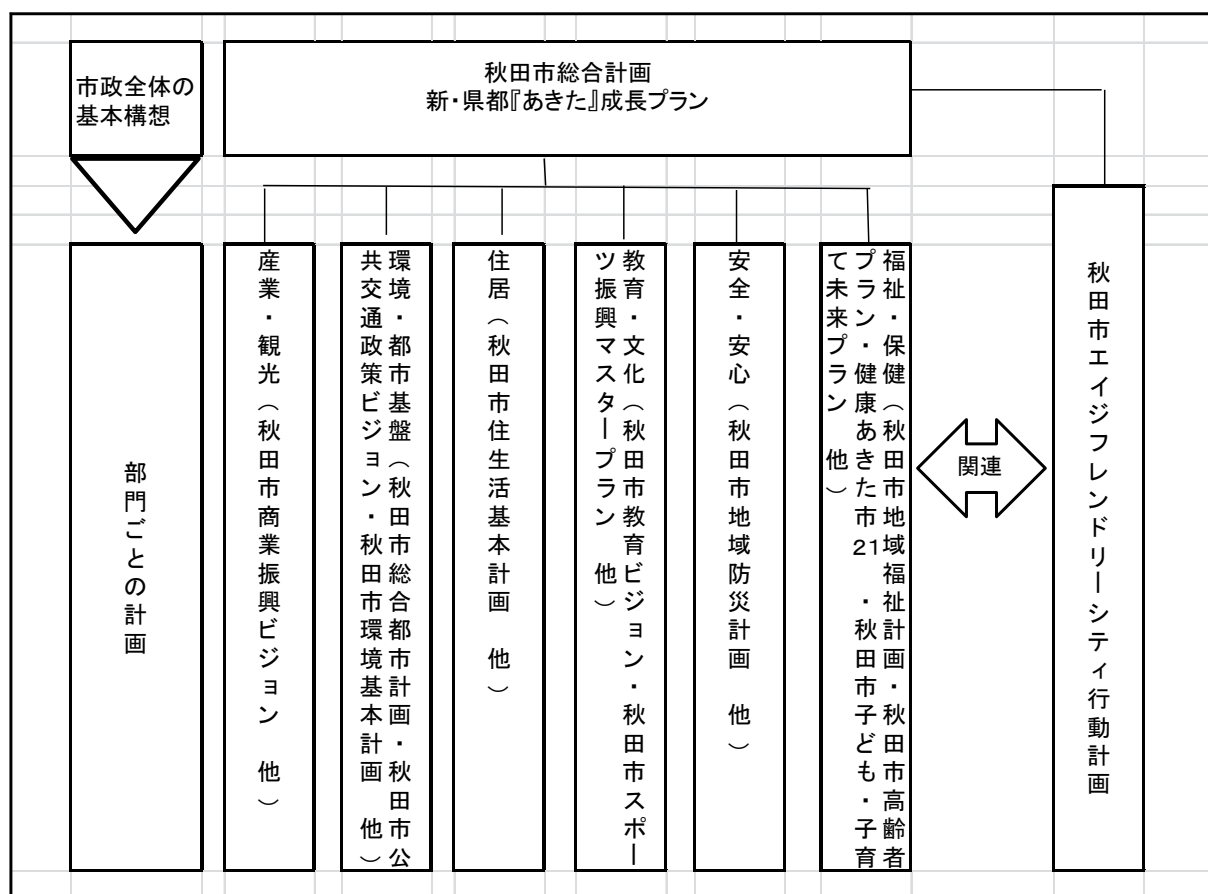 市政全体の
基本構想
秋田市総合計画
新・県都『あきた』成長プラン
部門ごとの計画
産業・観光(秋田市商業振興ビジョン 他)
環境・都市基盤(秋田市総合都市計画・秋田市公
共交通政策ビジョン・秋田市環境基本計画 他)
住居(秋田市住生活基本計画 他)
教育・文化(秋田市教育ビジョン・秋田市スポー
ツ振興マスタープラン 他)
安全・安心(秋田市地域防災計画 他)
福祉・保健(秋田市地域福祉計画・秋田市高齢者
プラン・健康あきた市21 ・秋田市子ども・子育
て未来プラン 他)
関連
秋田市エイジフレンドリーシティ行動計画